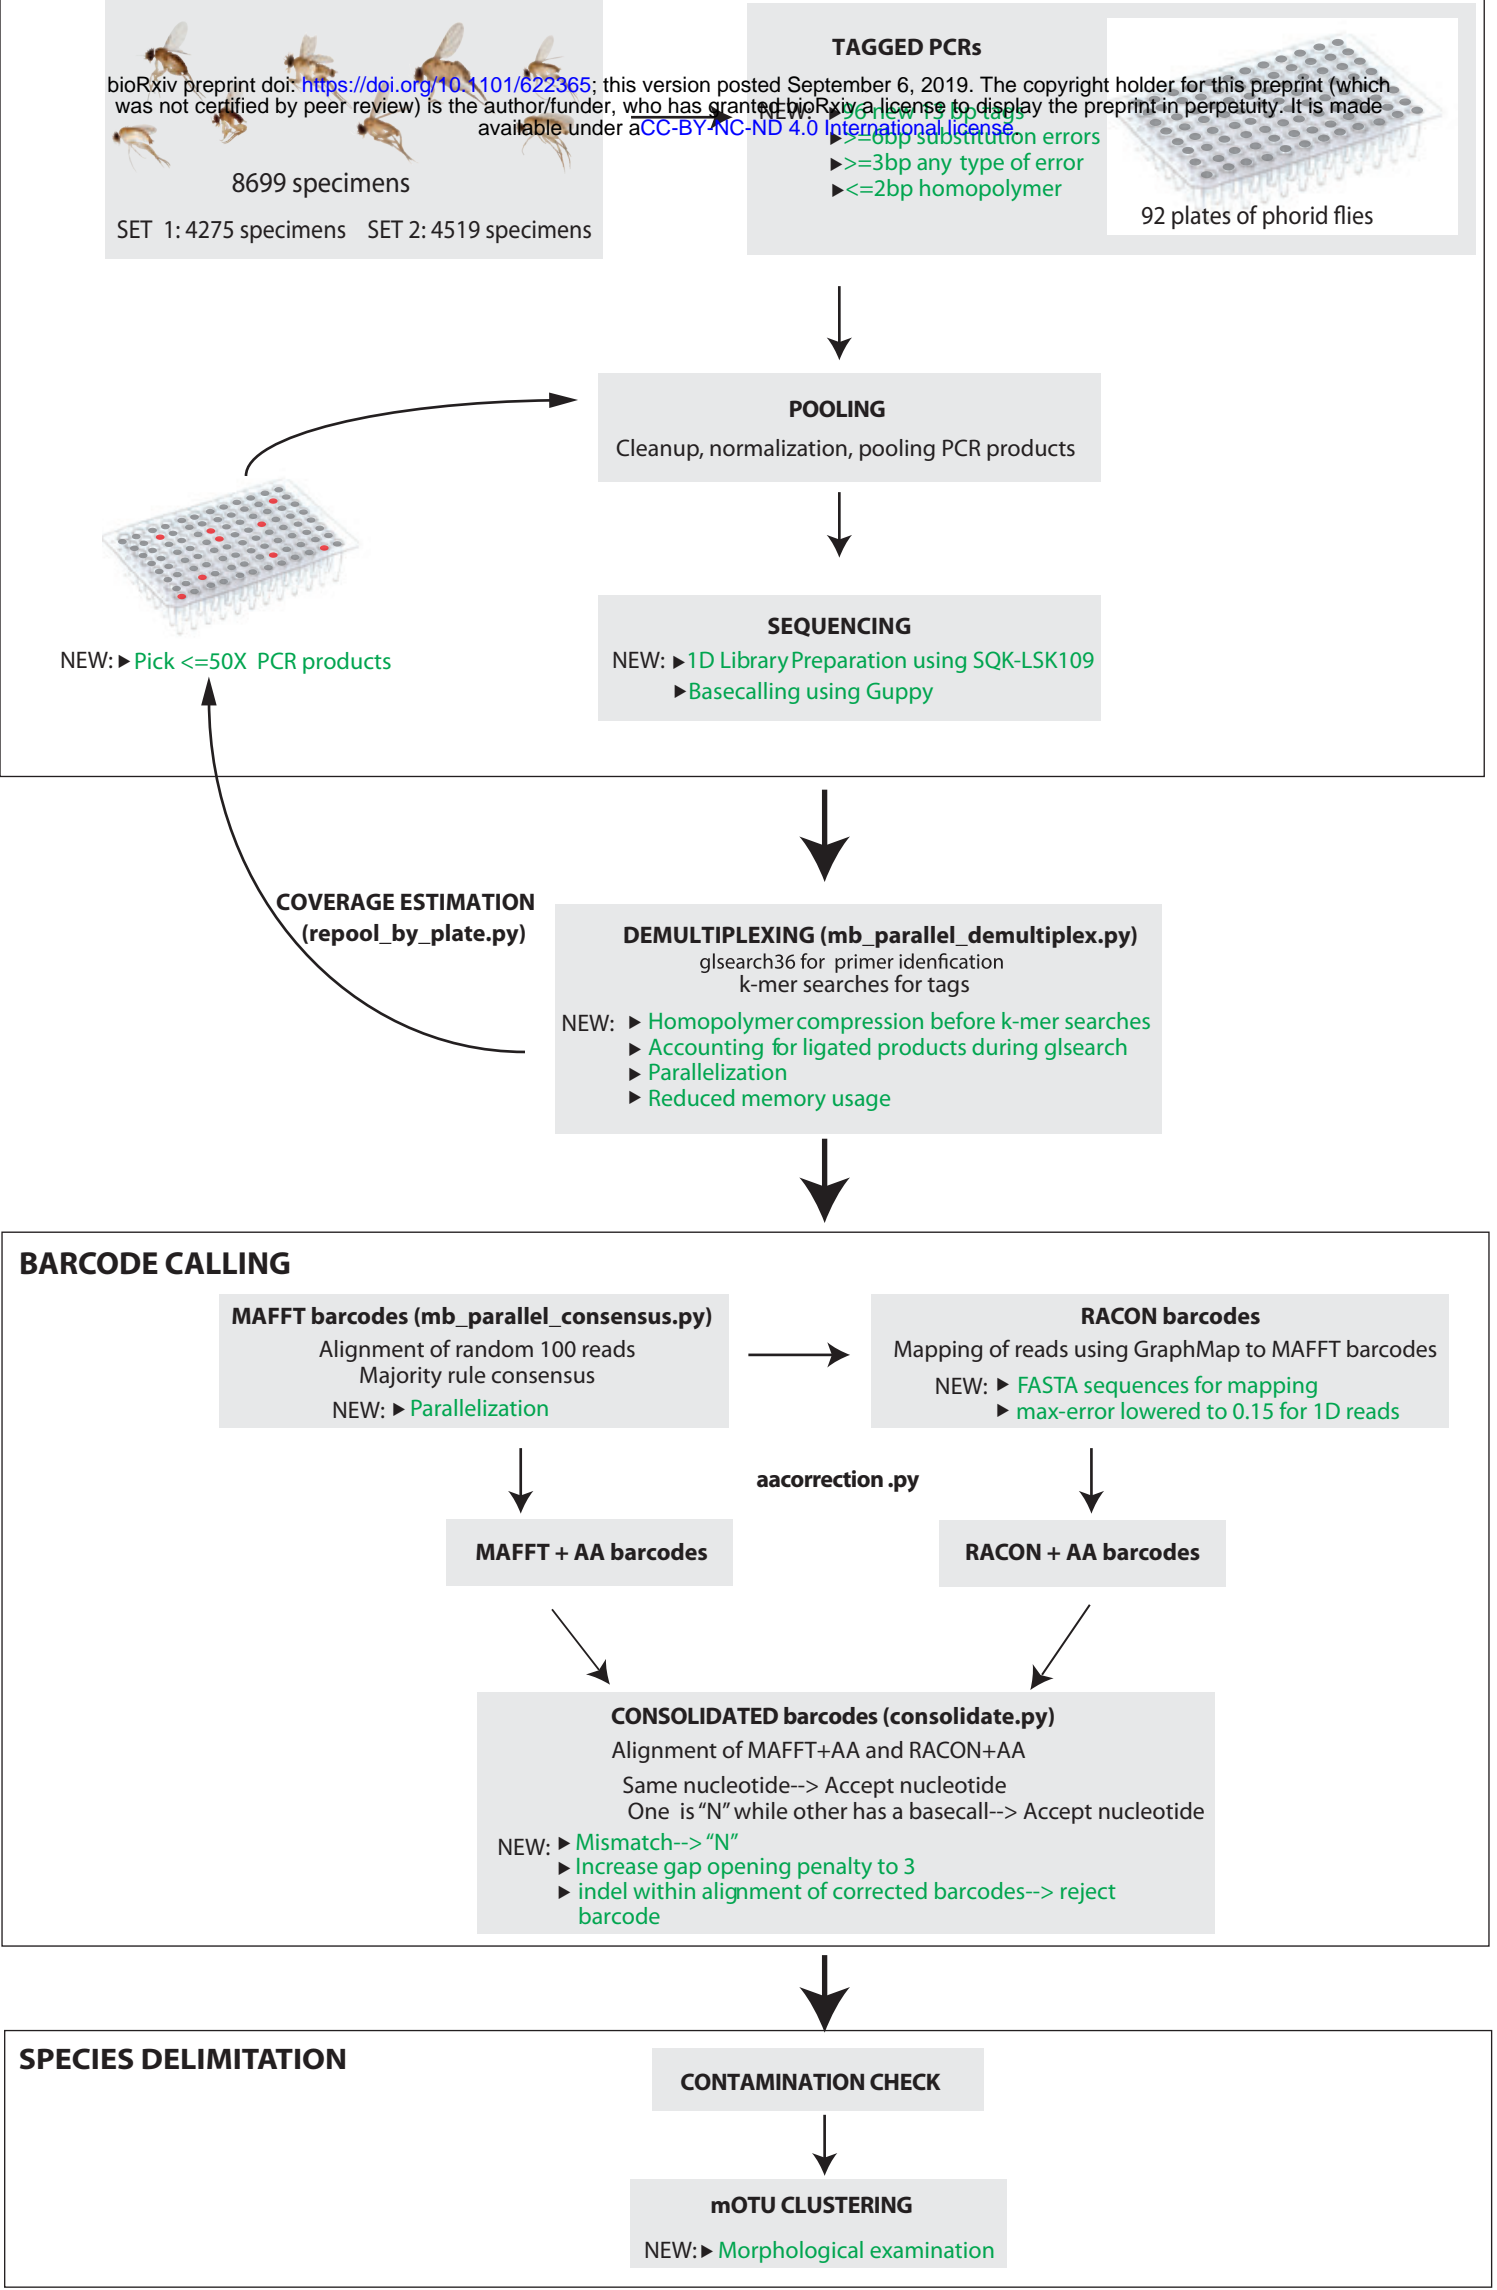 TAGGED PCRs
bioRxiv preprint doi: https://doi.org/10.1101/622365; this version posted September 6, 2019. The copyright holder for this preprint (which
was not certified by peer review) is the author/funder, who has granted bioRxiv a license to display the preprint in perpetuity. It is made
available under aCC-BY-NC-ND 4.0 International license.
NEW: ▶96 new 13 bp tags
▶>=6bp substitution errors
▶>=3bp any type of error
▶<=2bp homopolymer
8699 specimens
SET 1: 4275 specimens SET 2: 4519 specimens
92 plates of phorid flies
POOLING
Cleanup, normalization, pooling PCR products
SEQUENCING
NEW: ▶1D Library Preparation using SQK-LSK109
▶Basecalling using Guppy
NEW: ▶Pick <=50X PCR products
COVERAGE ESTIMATION
(repool_by_plate.py)
DEMULTIPLEXING (mb_parallel_demultiplex.py)
glsearch36 for primer idenfication
k-mer searches for tags
NEW: ▶ Homopolymer compression before k-mer searches
▶ Accounting for ligated products during glsearch
▶ Parallelization
▶ Reduced memory usage
BARCODE CALLING
MAFFT barcodes (mb_parallel_consensus.py)
Alignment of random 100 reads
Majority rule consensus
NEW: ▶ Parallelization
RACON barcodes
Mapping of reads using GraphMap to MAFFT barcodes
NEW: ▶ FASTA sequences for mapping
▶ max-error lowered to 0.15 for 1D reads
aacorrection .py
MAFFT + AA barcodes
RACON + AA barcodes
CONSOLIDATED barcodes (consolidate.py)
Alignment of MAFFT+AA and RACON+AA
Same nucleotide--> Accept nucleotide
One is “N” while other has a basecall--> Accept nucleotide
NEW: ▶ Mismatch--> “N”
▶ Increase gap opening penalty to 3
▶ indel within alignment of corrected barcodes--> reject
barcode
SPECIES DELIMITATION
CONTAMINATION CHECK
mOTU CLUSTERING
NEW: ▶ Morphological examination